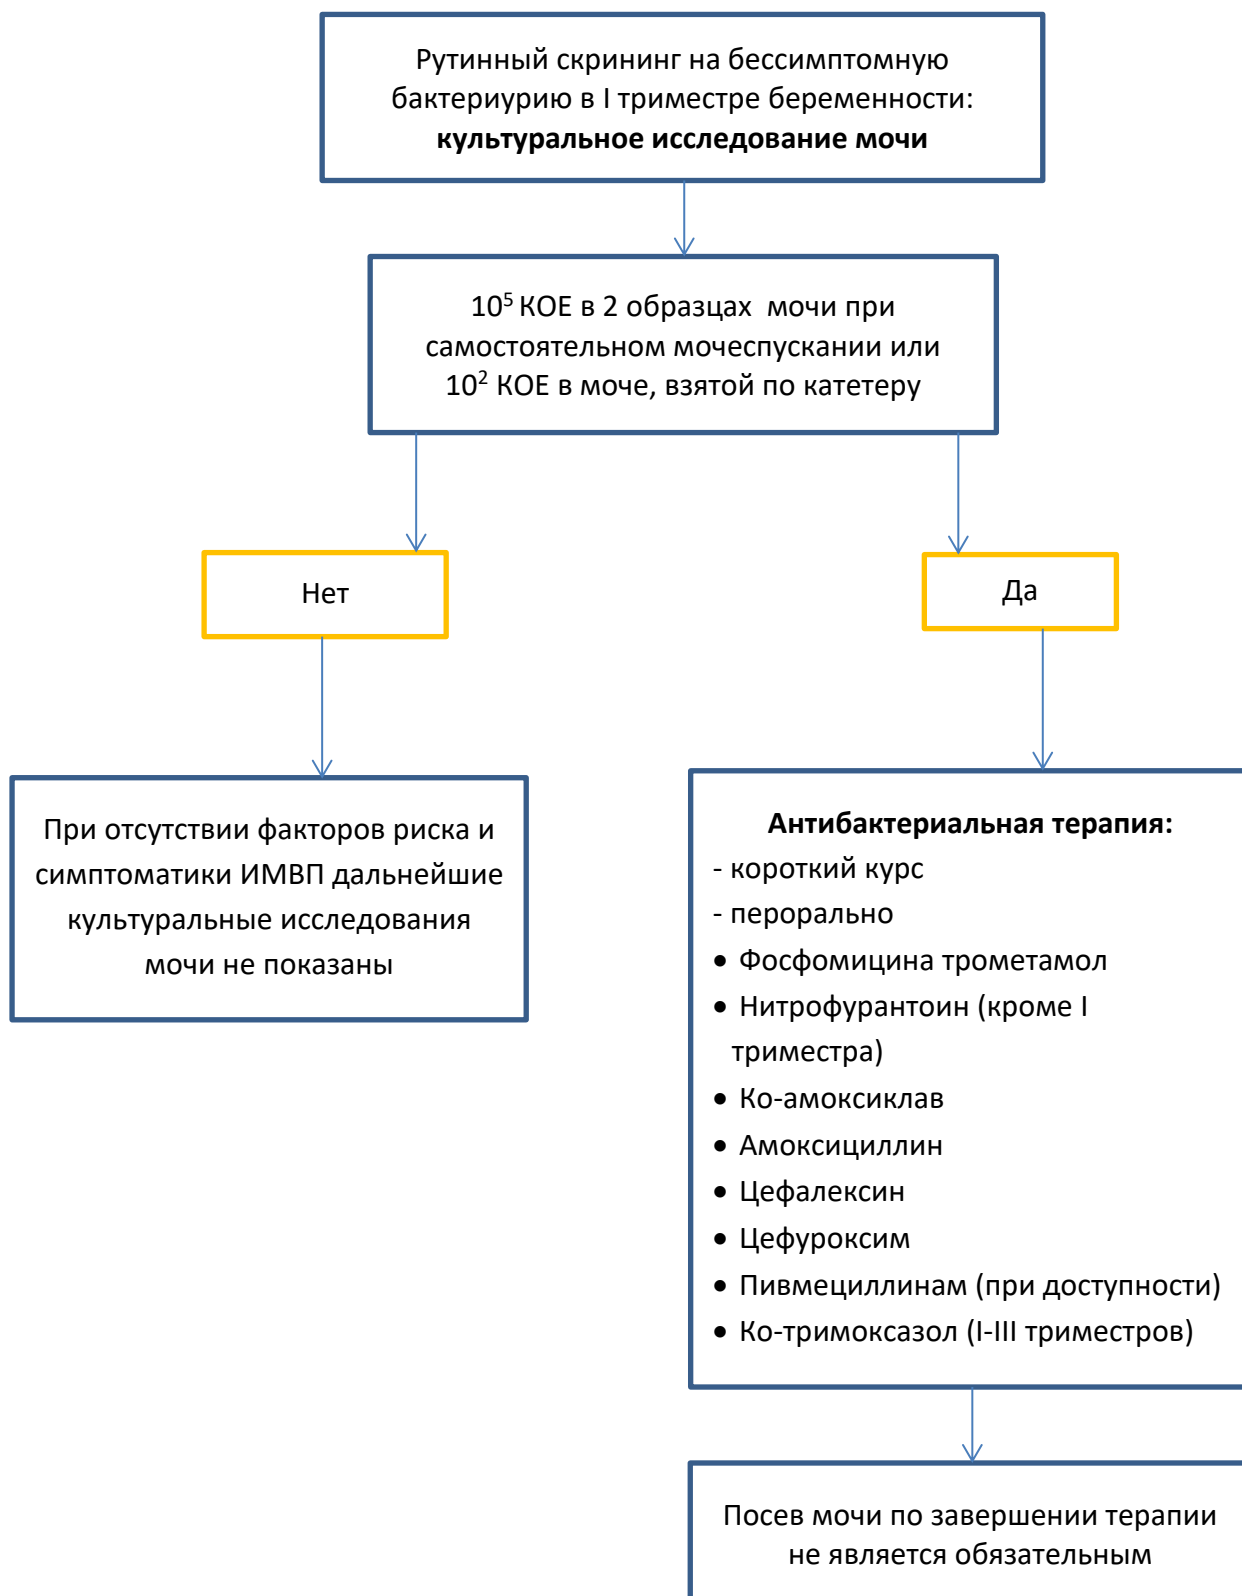 Рутинный скрининг на бессимптомную
бактериурию в I триместре беременности:
культуральное исследование мочи
10⁵ КОЕ в 2 образцах мочи при
самостоятельном мочеспускании или
10² КОЕ в моче, взятой по катетеру
Нет
Да
При отсутствии факторов риска и
симптоматики ИМВП дальнейшие
культуральные исследования
мочи не показаны
Антибактериальная терапия:
- короткий курс
- перорально
• Фосфомицина трометамол
• Нитрофурантоин (кроме I
триместра)
• Ко-амоксиклав
• Амоксициллин
• Цефалексин
• Цефуроксим
• Пивмециллинам (при доступности)
• Ко-тримоксазол (I-III триместров)
Посев мочи по завершении терапии
не является обязательным